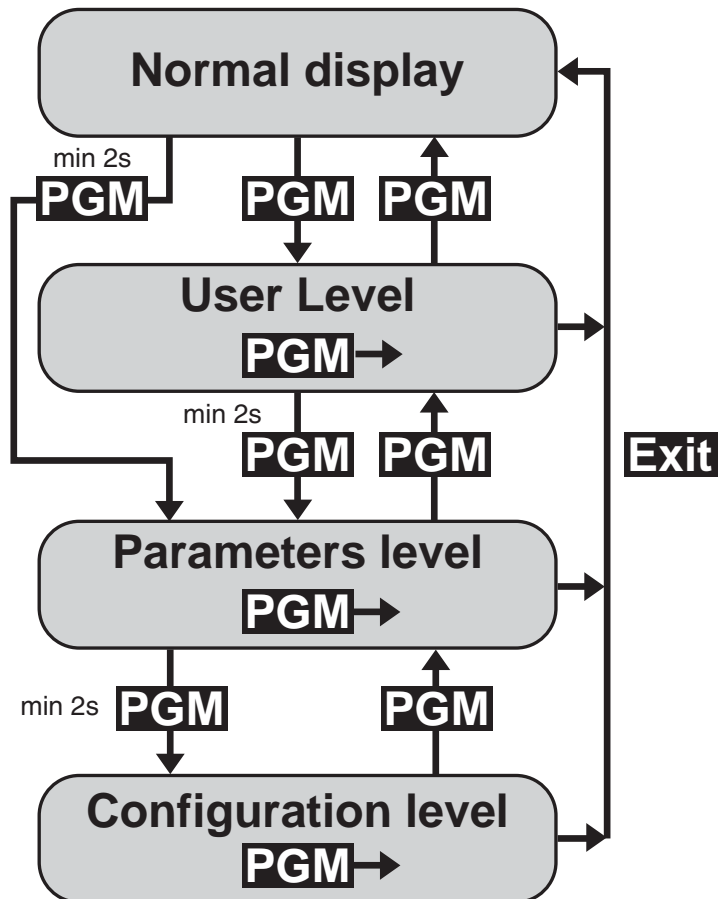 Normal display
min 2s
PGM
PGM
PGM
User Level
PGM
min 2s
PGM
PGM
Exit
Parameters level
PGM
min 2s
PGM
PGM
Configuration level
PGM